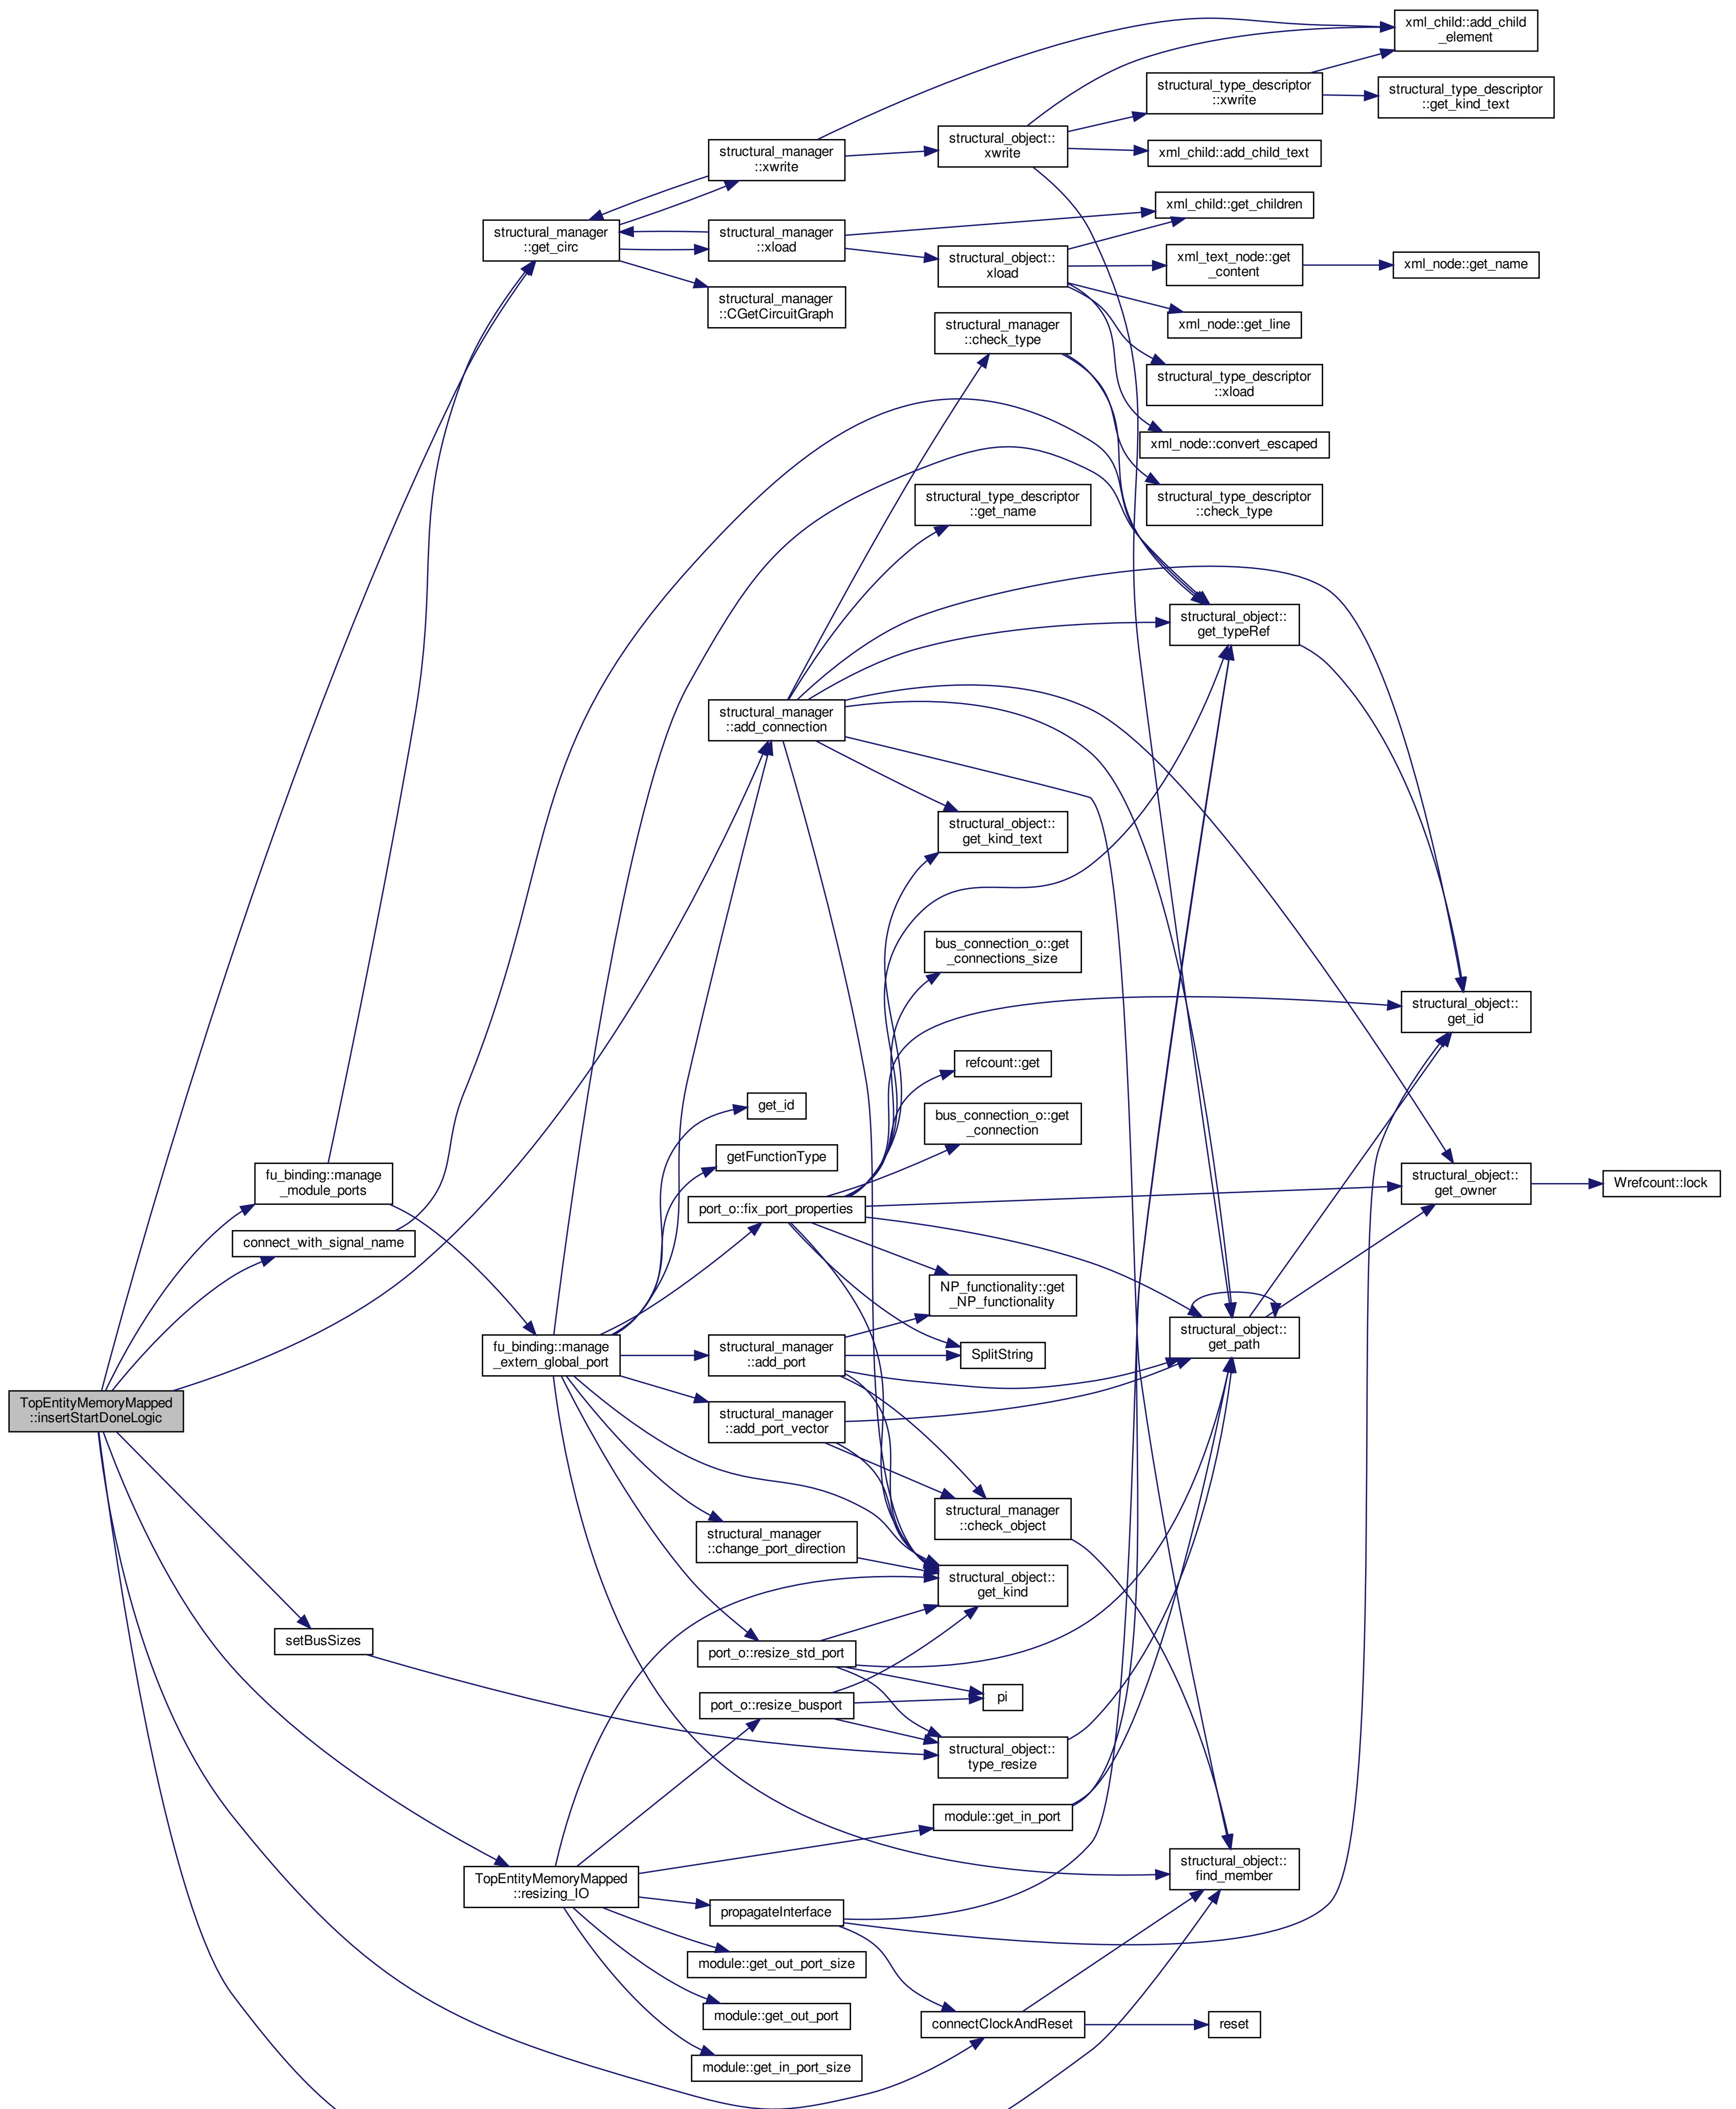 xml_child::add_child
_element
structural_type_descriptor
::xwrite
structural_type_descriptor
::get_kind_text
structural_manager
::xwrite
structural_object::
xwrite
xml_child::add_child_text
xml_child::get_children
structural_manager
::get_circ
structural_manager
::xload
structural_object::
xload
xml_text_node::get
_content
xml_node::get_name
structural_manager
::CGetCircuitGraph
xml_node::get_line
structural_manager
::check_type
structural_type_descriptor
::xload
xml_node::convert_escaped
structural_type_descriptor
::get_name
structural_type_descriptor
::check_type
structural_object::
get_typeRef
structural_manager
::add_connection
structural_object::
get_kind_text
bus_connection_o::get
_connections_size
structural_object::
get_id
refcount::get
get_id
bus_connection_o::get
_connection
getFunctionType
fu_binding::manage
_module_ports
structural_object::
get_owner
Wrefcount::lock
port_o::fix_port_properties
connect_with_signal_name
NP_functionality::get
_NP_functionality
structural_object::
get_path
fu_binding::manage
_extern_global_port
structural_manager
::add_port
SplitString
TopEntityMemoryMapped
::insertStartDoneLogic
structural_manager
::add_port_vector
structural_manager
::check_object
structural_manager
::change_port_direction
structural_object::
get_kind
setBusSizes
port_o::resize_std_port
port_o::resize_busport
pi
structural_object::
type_resize
module::get_in_port
structural_object::
find_member
TopEntityMemoryMapped
::resizing_IO
propagateInterface
module::get_out_port_size
module::get_out_port
connectClockAndReset
reset
module::get_in_port_size